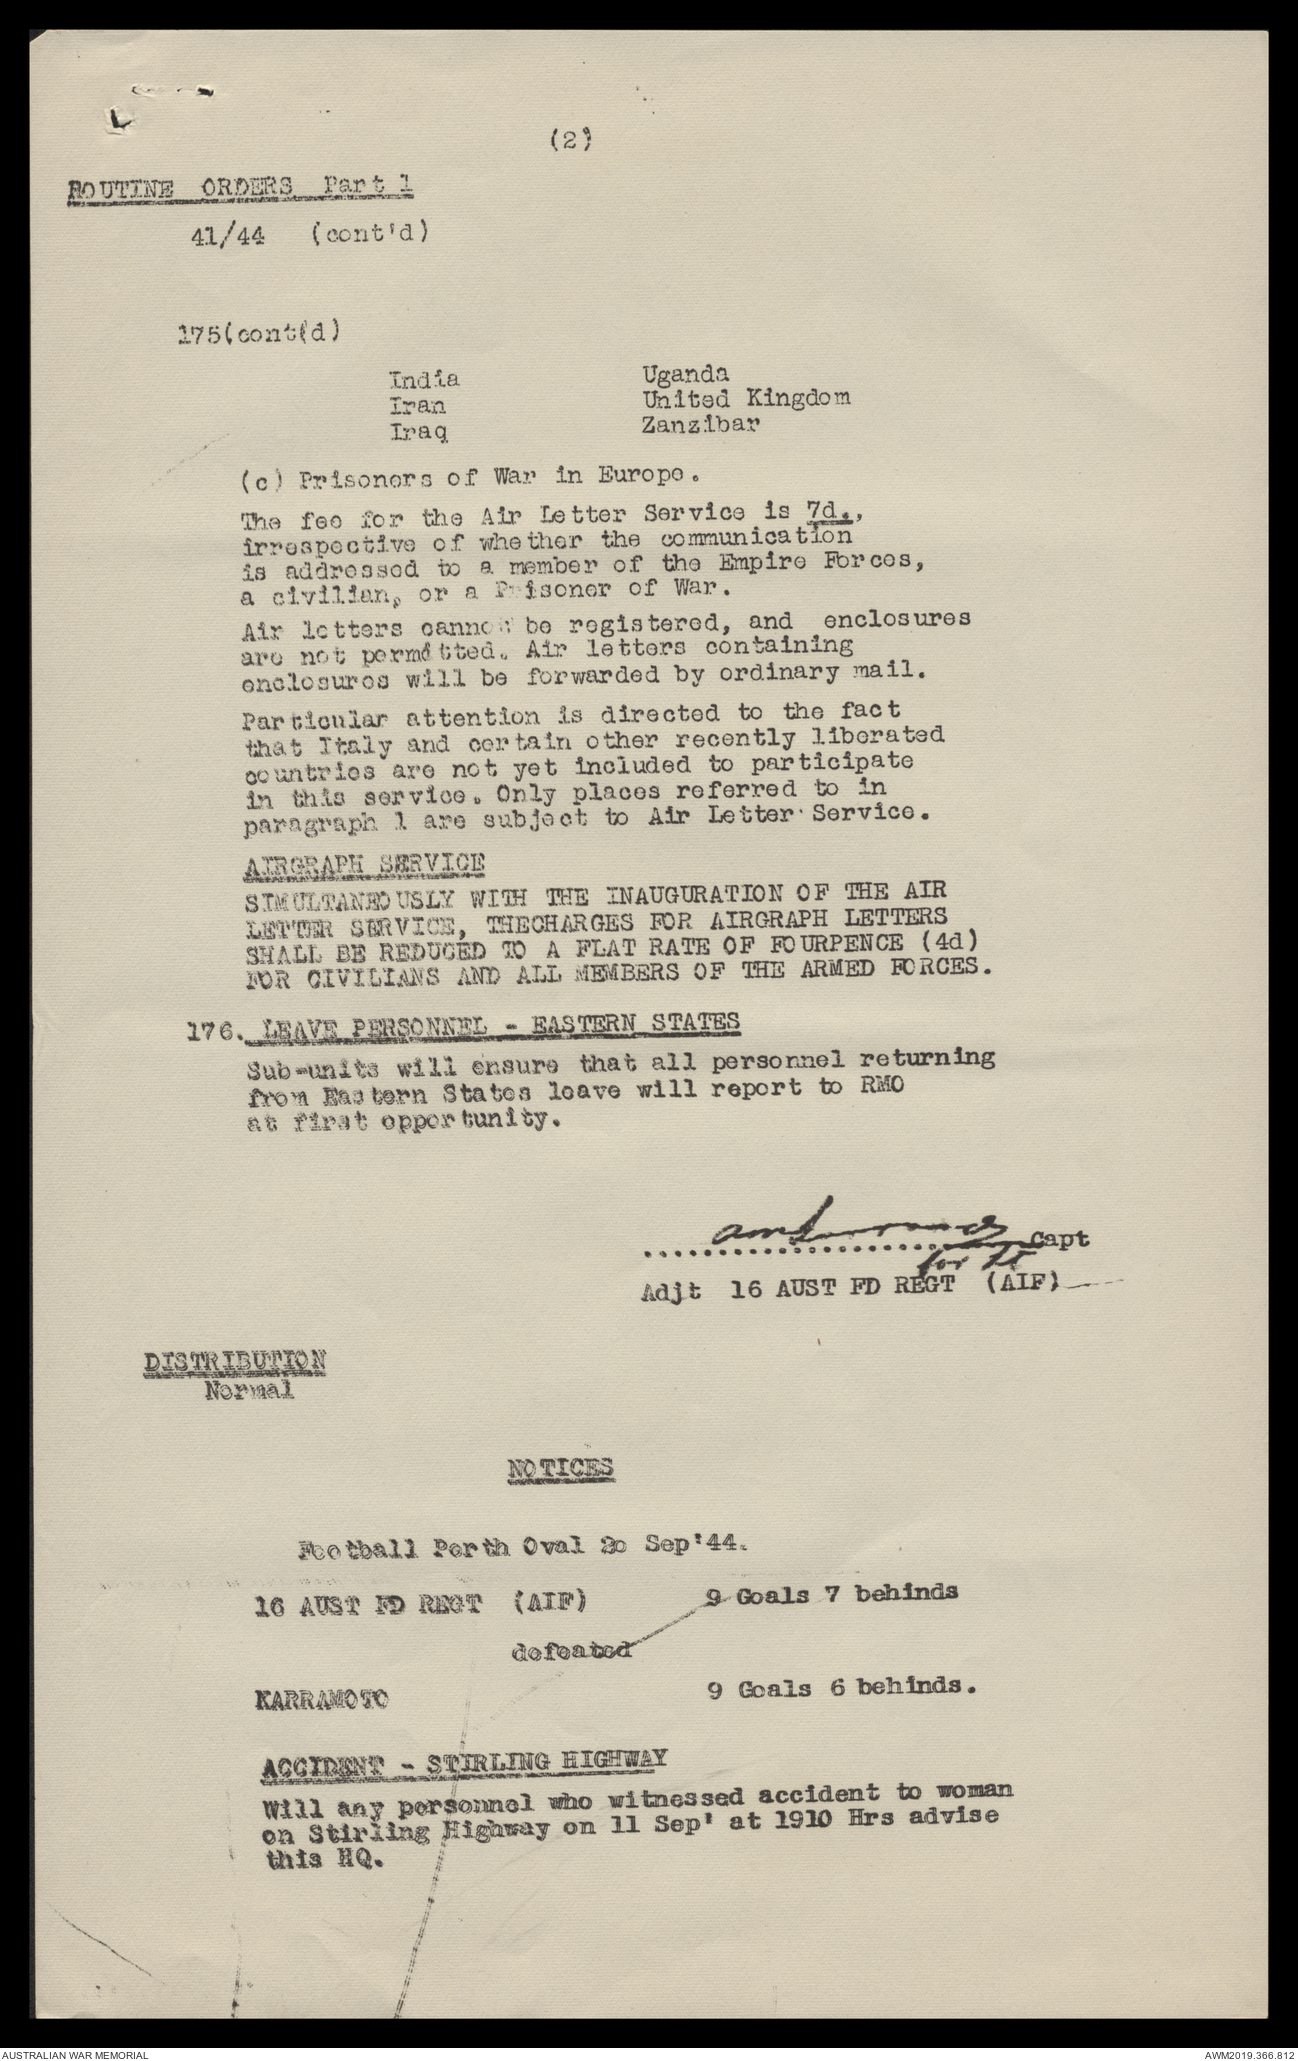 (2)
ROUTINE ORDERS Part 1
41/44 (cont'd)
175(cont(d)
India Uganda
Iran United Kingdom
Iraq Zanzibar
(c) Prisoners of War in Europe.
The fee for the Air Letter Service is 7d.,
irrespective of whether the communication
is addressed to a member of the Empire Forces,
a civilian, or a Prisoner of War.
Air letters cannot be registered, and enclosures
are not permitted. Air letters containing
enclosures will be forwarded by ordinary mail.
Particular attention is directed to the fact
that Italy and certain other recently liberated
countries are not yet included to participate
in this service. Only places referred to in
paragraph 1 are subject to Air Letter Service.
AIRGRAPH SERVICE
SIMULTANEOUSLY WITH THE INAUGURATION OF THE AIR
LETTER SERVICE, THECHARGES FOR AIRGRAPH LETTERS
SHALL BE REDUCED TO A FLAT RATE OF FOURPENCE (4d)
FOR CIVILIANS AND ALL MEMBERS OF THE ARMED FORCES.
176. LEAVE PERSONNEL - EASTERN STATES
Sub-units will ensure that all personnel returning
from Eastern States leave will report to RMO
at first opportunity.
Capt
for Lt
Adjt 16 AUST FD REGT (AIF)
DISTRIBUTION
Normal
NOTICES
Football Perth Oval 20 Sep'44.
16 AUST FD REGT (AIF) 9 Goals 7 behinds
defeated
KARRAMOTO 9 Goals 6 behinds.
ACCIDENT - STIRLING HIGHWAY
Will any personnel who witnessed accident to woman
on Stirling Highway on 11 Sep' at 1910 Hrs advise
this HQ.
AUSTRALIAN WAR MEMORIAL AWM2019.366.812